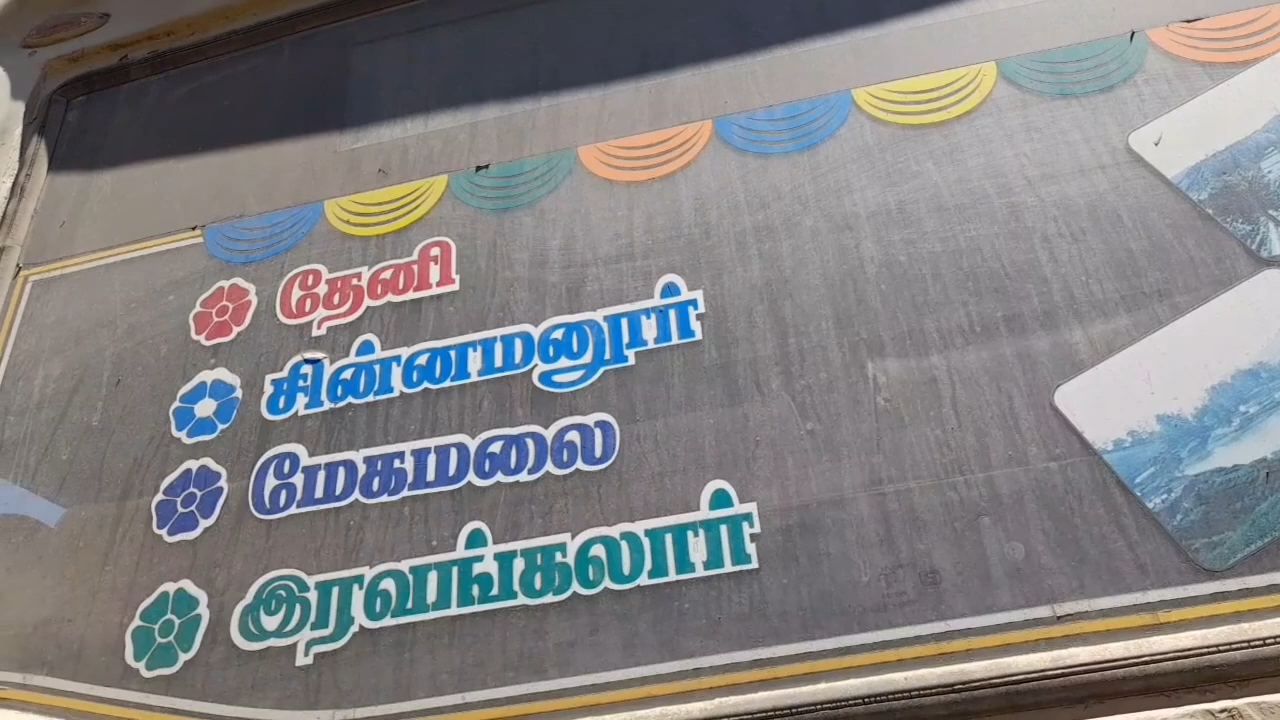 தேனி
சின்னமனூர்
மேகமலை
இரவங்கலார்